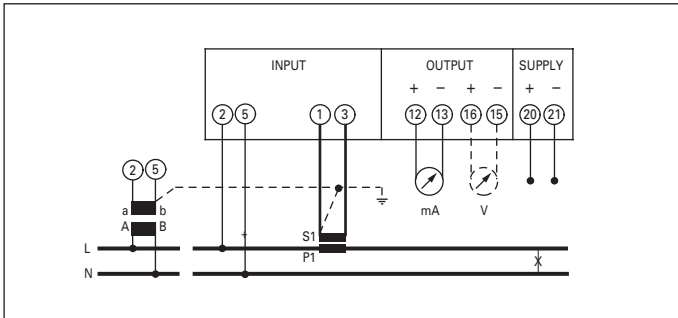 INPUT OUTPUT SUPPLY
+ − + − + −
2 5 1 3 12 13 16 15 20 21
2 5
mA V
a b
A B
+ S1
L
P1
N
X